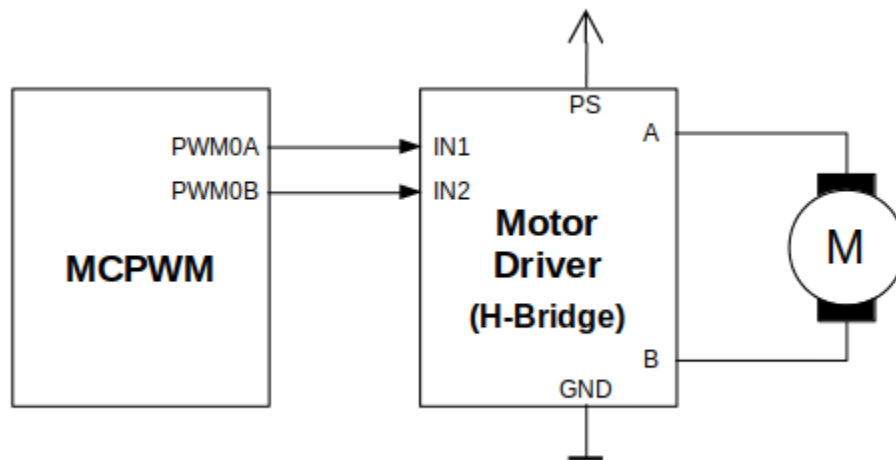 PS
A
PWM0A
IN1
PWM0B
IN2
Motor
Driver
(H-Bridge)
MCPWM
M
B
GND